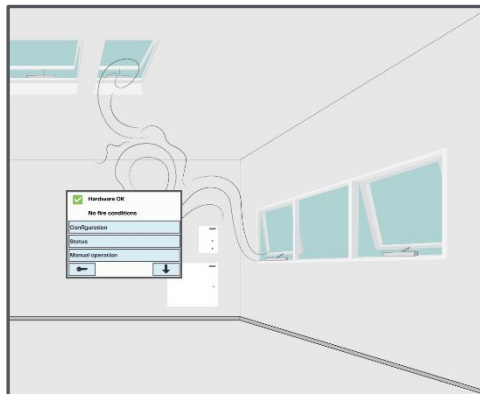 Hardware OK
No fire conditions
Configuration
Status
Manual operation